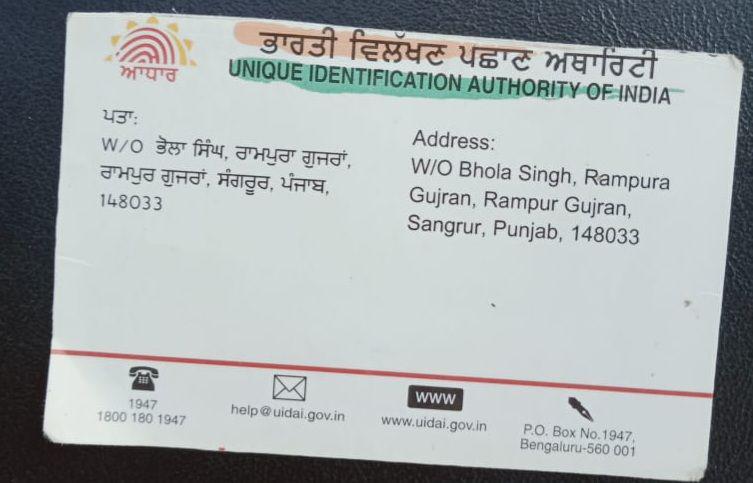 ਭਾਰਤੀ ਵਿਲੱਖਣ ਪਛਾਣ ਅਥਾਰਿਟੀ
UNIQUE IDENTIFICATION AUTHORITY OF INDIA
ਆਧਾਰ
ਪਤਾ:
W/O ਭੋਲਾ ਸਿੰਘ, ਰਾਮਪੁਰਾ ਗੁਜਰਾਂ,
ਰਾਮਪੁਰ ਗੁਜਰਾਂ, ਸੰਗਰੂਰ, ਪੰਜਾਬ,
148033
Address:
W/O Bhola Singh, Rampura
Gujran, Rampur Gujran,
Sangrur, Punjab, 148033
1947
1800 180 1947
help@uidai.gov.in
WWW
www.uidai.gov.in
P.O. Box No.1947,
Bengaluru-560 001